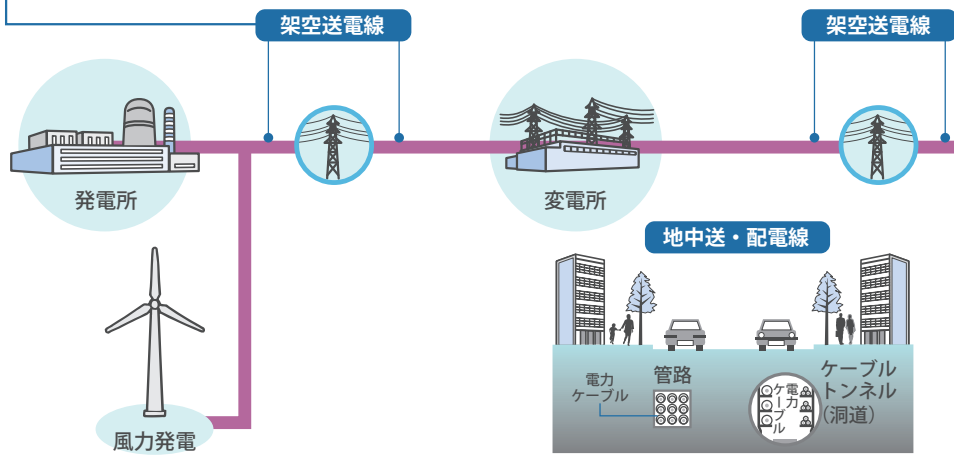 架空送電線
架空送電線
発電所
変電所
地中送・配電線
風力発電
電力
ケーブル
管路
電力
ケーブル
ケーブル
トンネル
(洞道)